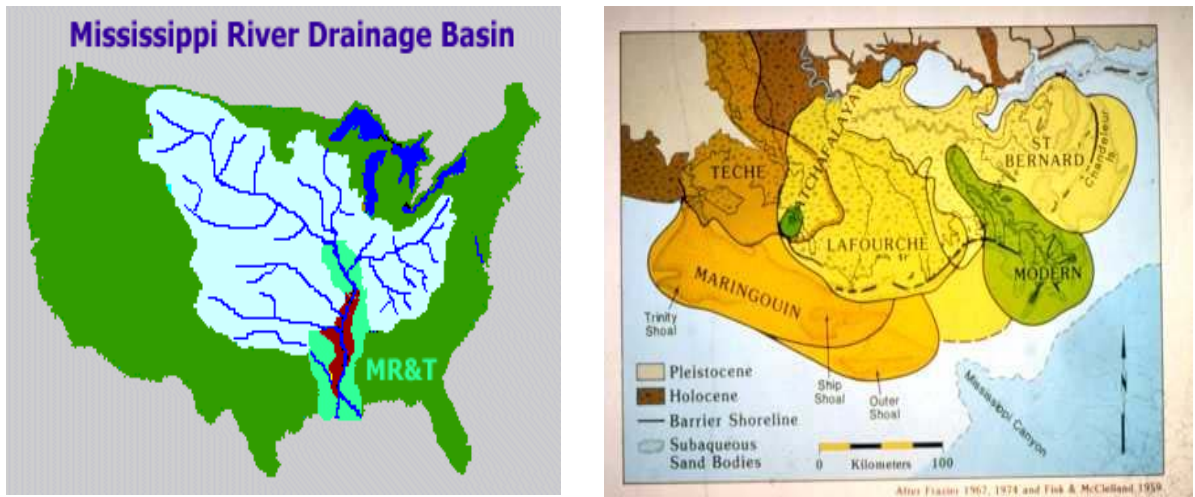 Mississippi River Drainage Basin
MR&T
TECHE
ATCHAFALAYA
ST.
BERNARD
Chandeleur
Is.
LAFOURCHE
MODERN
MARINGOUIN
Trinity
Shoal
Ship
Shoal
Outer
Shoal
Mississippi Canyon
N
Pleistocene
Holocene
Barrier Shoreline
Subaqueous
Sand Bodies
0 Kilometers 100
After Frazier 1967, 1974 and Fisk & McClelland 1959.